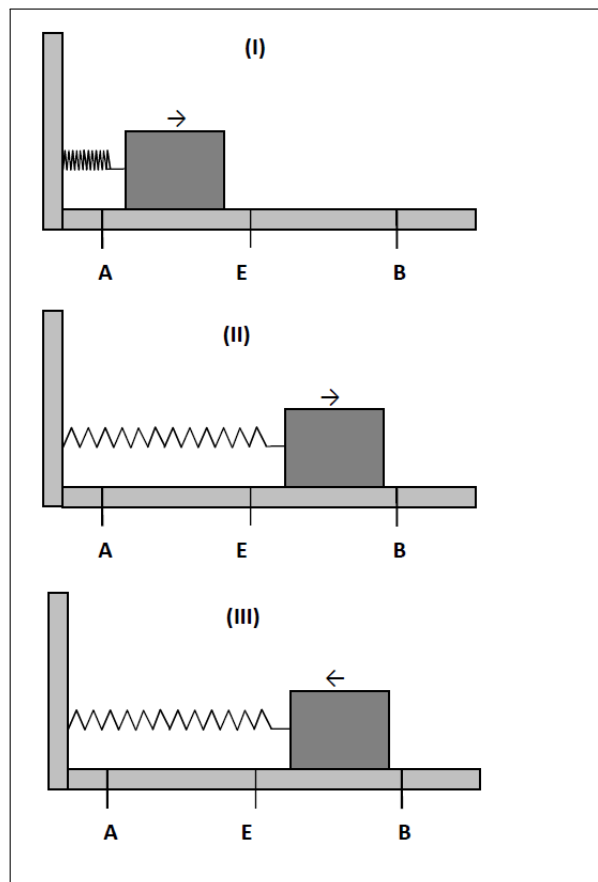 (I)
→
A E B
(II)
→
A E B
(III)
←
A E B